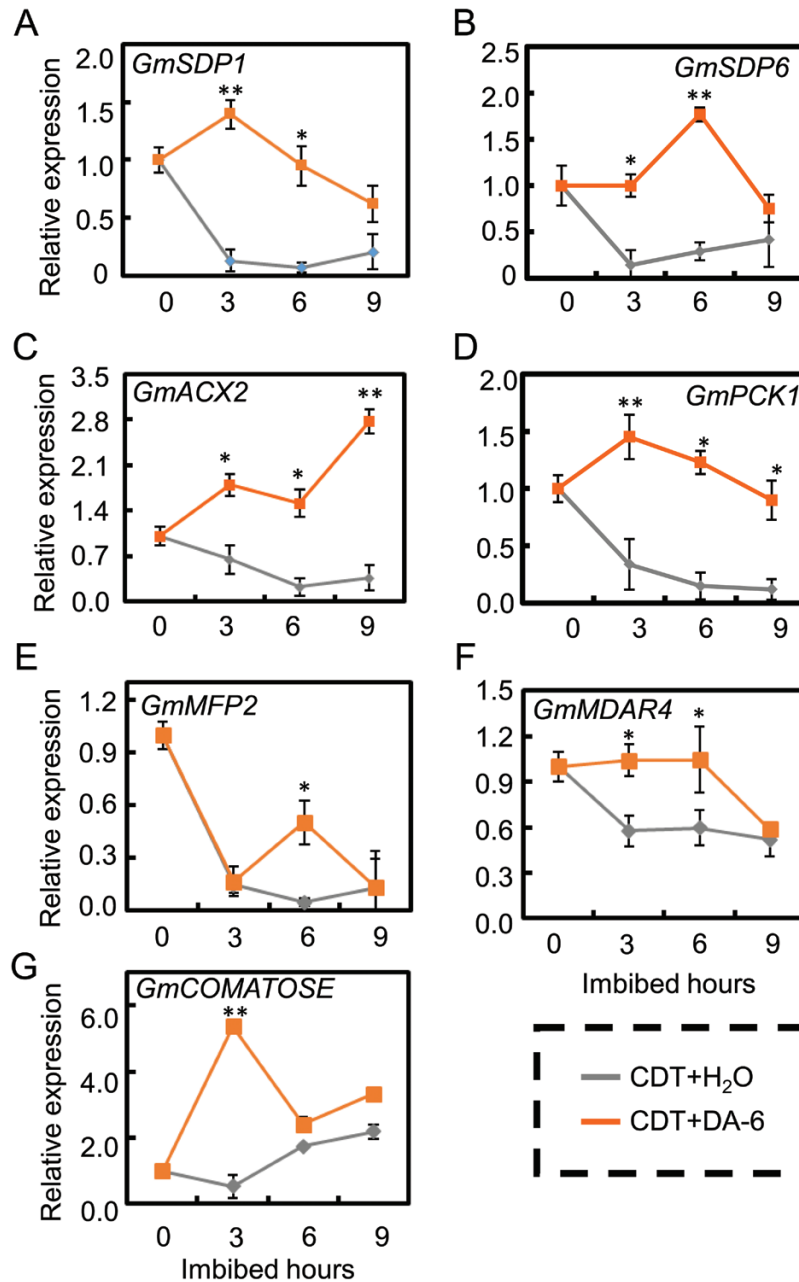 A
GmSDP1
Relative expression
2.0
1.5
1.0
0.5
0
**
*
0 3 6 9
B
GmSDP6
2.5
2.0
1.5
1.0
0.5
0
*
**
0 3 6 9
C
GmACX2
Relative expression
3.5
2.8
2.1
1.4
0.7
0.0
*
*
**
0 3 6 9
D
GmPCK1
2.0
1.5
1.0
0.5
0.0
**
*
*
0 3 6 9
E
GmMFP2
Relative expression
1.2
0.9
0.6
0.3
0.0
*
0 3 6 9
F
GmMDAR4
1.5
1.2
0.9
0.6
0.3
0.0
*
*
0 3 6 9
Imbibed hours
G
GmCOMATOSE
Relative expression
6.0
4.0
2.0
1.0
0.0
**
0 3 6 9
Imbibed hours
CDT+H₂O
CDT+DA-6